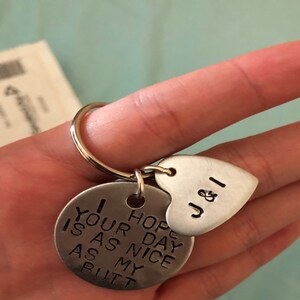 I HOPE
YOUR DAY
IS AS NICE
AS MY
BUTT
J & I